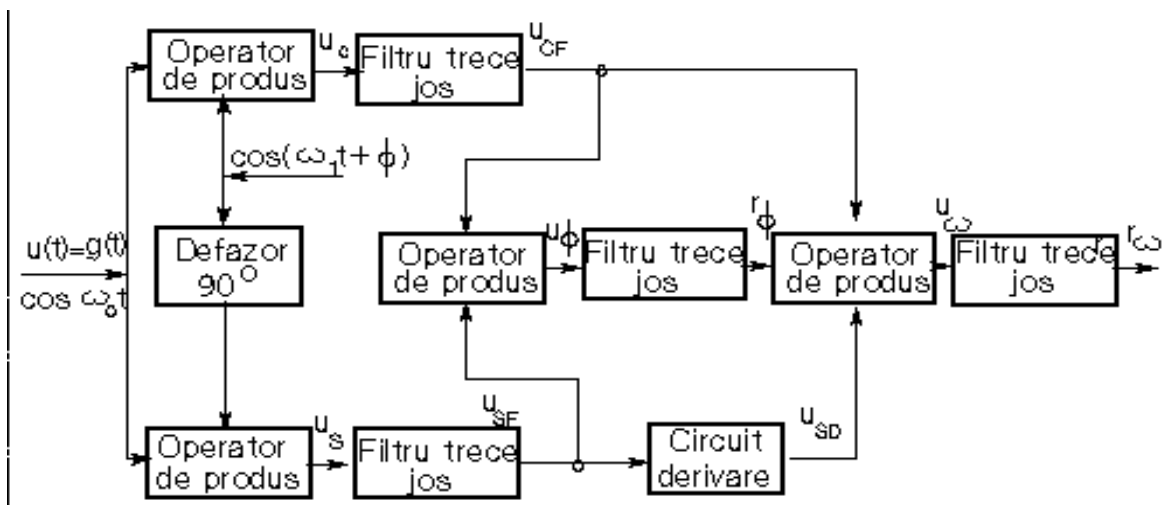 Operator
de produs
u_c
Filtru trece
jos
u_CF
cos(ω_1t+ϕ)
u(t)=g(t)
cos ω_0t
Defazor
90°
Operator
de produs
u_ϕ
Filtru trece
jos
r_ϕ
Operator
de produs
u_ω
Filtru trece
jos
r_ω
Operator
de produs
u_S
Filtru trece
jos
u_SF
Circuit
derivare
u_SD